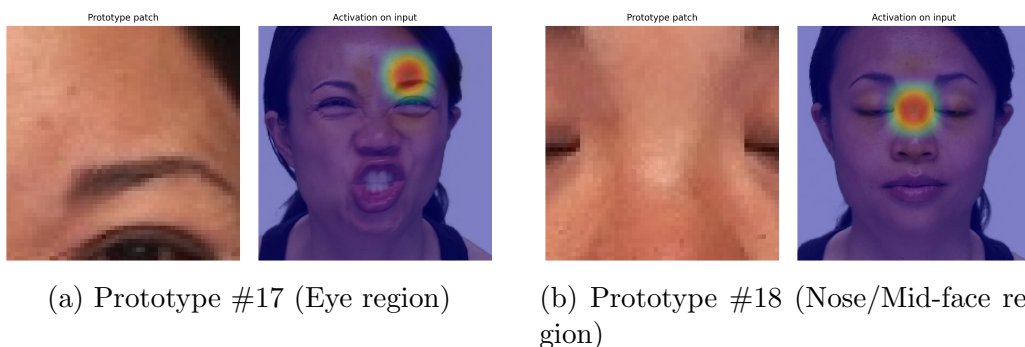 Prototype patch
Activation on input
Prototype patch
Activation on input
(a) Prototype #17 (Eye region)
(b) Prototype #18 (Nose/Mid-face re
gion)